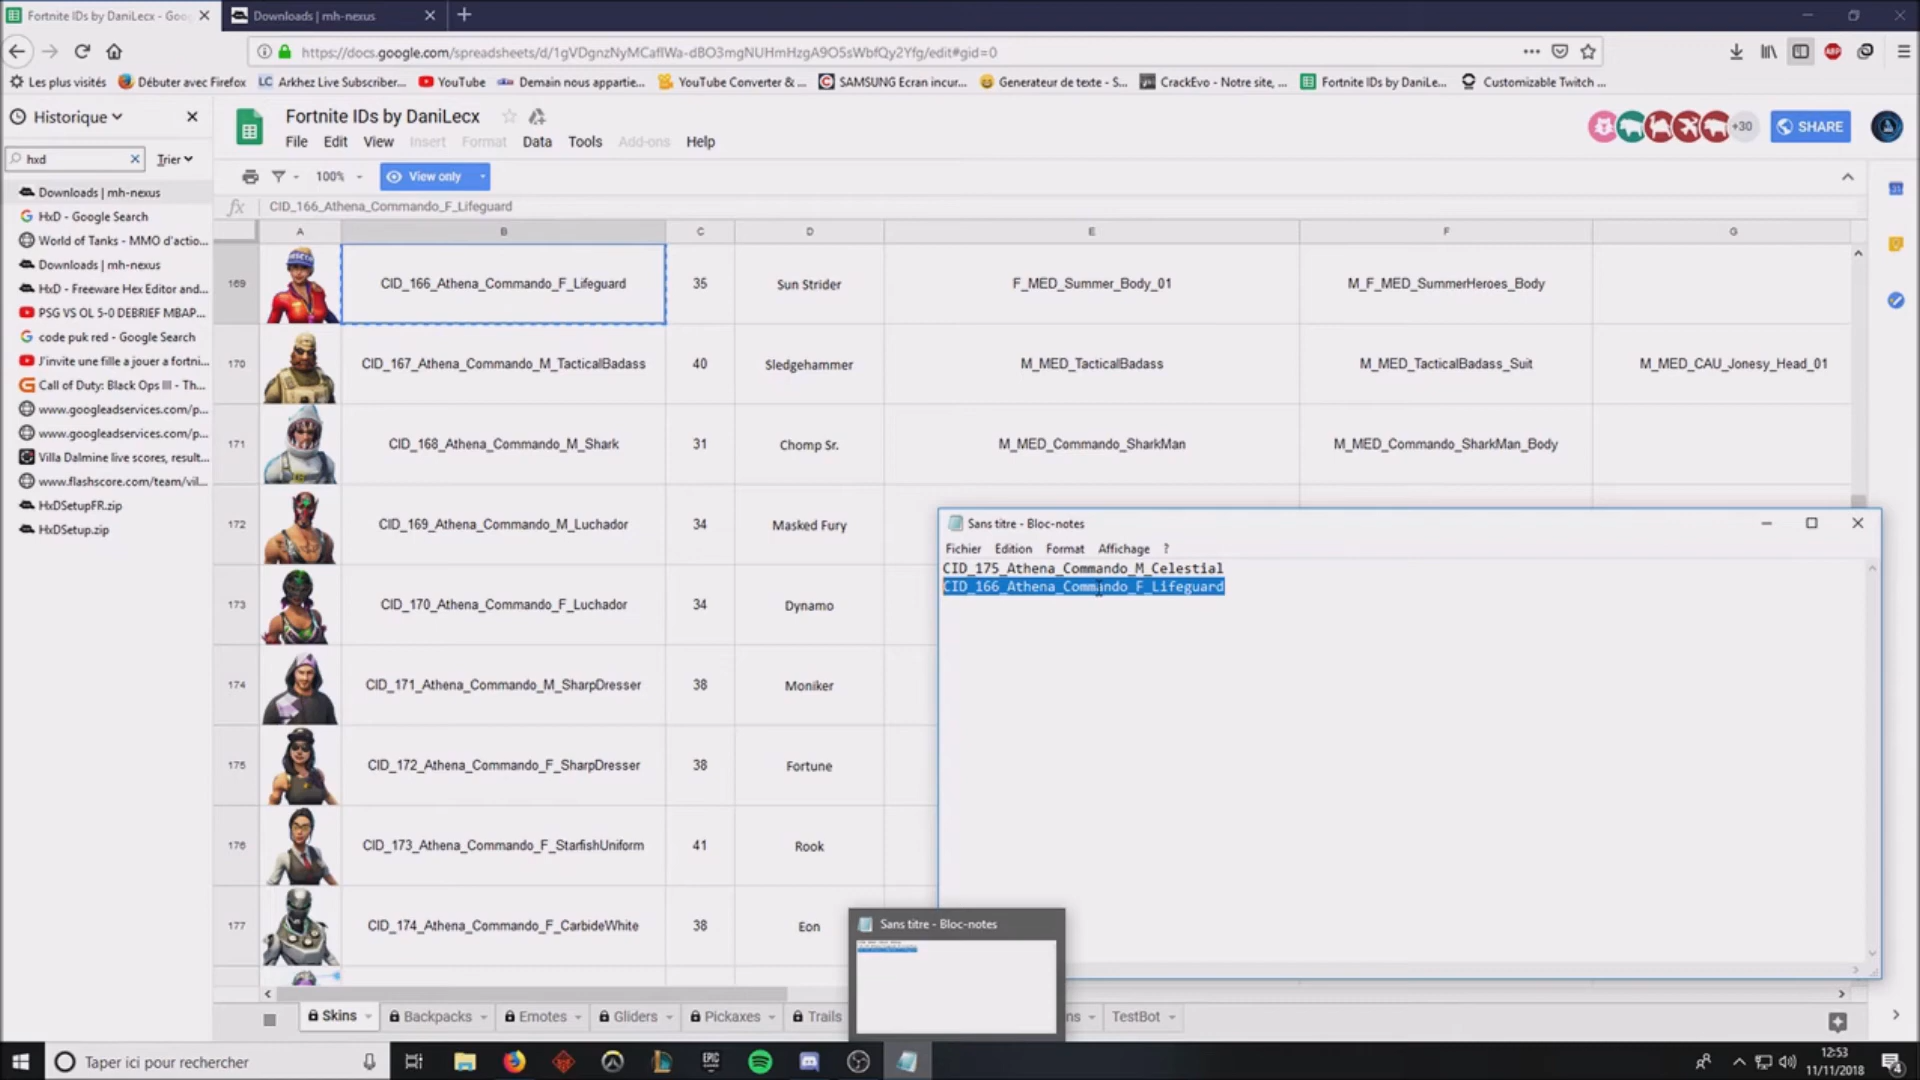 Fortnite IDs by DaniLecx - Goo
Downloads | mh-nexus
https://docs.google.com/spreadsheets/d/1gVDgnzNyMCaflWa-dBO3mgNUHmHzgA9O5sWbfQy2Yfg/edit#gid=0
Les plus visités
Débuter avec Firefox
LC Arkhez Live Subscriber...
YouTube
Demain nous appartie...
YouTube Converter & ...
SAMSUNG Ecran incur...
Generateur de texte - S...
CrackEvo - Notre site, ...
Fortnite IDs by DaniLe...
Customizable Twitch ...
Historique
hxd
Trier
Downloads | mh-nexus
HxD - Google Search
World of Tanks - MMO d'actio...
Downloads | mh-nexus
HxD - Freeware Hex Editor and...
PSG VS OL 5-0 DEBRIEF MBAP...
code puk red - Google Search
J'invite une fille a jouer a fortni...
Call of Duty: Black Ops III - Th...
www.googleadservices.com/p...
www.googleadservices.com/p...
Villa Dalmine live scores, result...
www.flashscore.com/team/vil...
HxDSetupFR.zip
HxDSetup.zip
Fortnite IDs by DaniLecx
File Edit View Insert Format Data Tools Add-ons Help
+30
SHARE
100%
View only
fx CID_166_Athena_Commando_F_Lifeguard
A B C D E F G
169 CID_166_Athena_Commando_F_Lifeguard 35 Sun Strider F_MED_Summer_Body_01 M_F_MED_SummerHeroes_Body
170 CID_167_Athena_Commando_M_TacticalBadass 40 Sledgehammer M_MED_TacticalBadass M_MED_TacticalBadass_Suit M_MED_CAU_Jonesy_Head_01
171 CID_168_Athena_Commando_M_Shark 31 Chomp Sr. M_MED_Commando_SharkMan M_MED_Commando_SharkMan_Body
172 CID_169_Athena_Commando_M_Luchador 34 Masked Fury
173 CID_170_Athena_Commando_F_Luchador 34 Dynamo
174 CID_171_Athena_Commando_M_SharpDresser 38 Moniker
175 CID_172_Athena_Commando_F_SharpDresser 38 Fortune
176 CID_173_Athena_Commando_F_StarfishUniform 41 Rook
177 CID_174_Athena_Commando_F_CarbideWhite 38 Eon
Sans titre - Bloc-notes
Fichier Edition Format Affichage ?
CID_175_Athena_Commando_M_Celestial
CID_166_Athena_Commando_F_Lifeguard
Sans titre - Bloc-notes
Skins Backpacks Emotes Gliders Pickaxes Trails ns TestBot
Taper ici pour rechercher
EPIC GAMES
12:53
11/11/2018
4